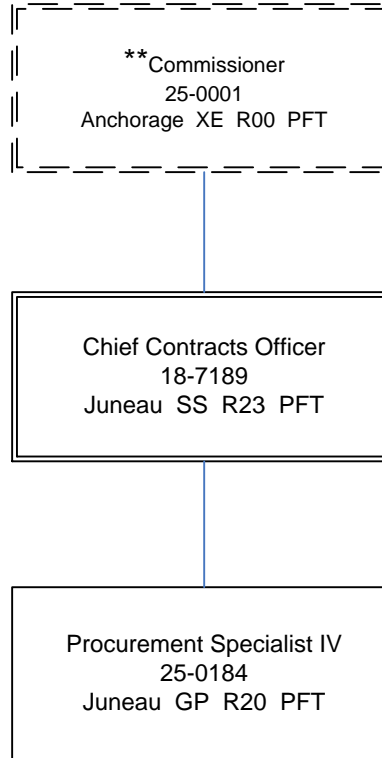 **Commissioner
25-0001
Anchorage XE R00 PFT
Chief Contracts Officer
18-7189
Juneau SS R23 PFT
Procurement Specialist IV
25-0184
Juneau GP R20 PFT